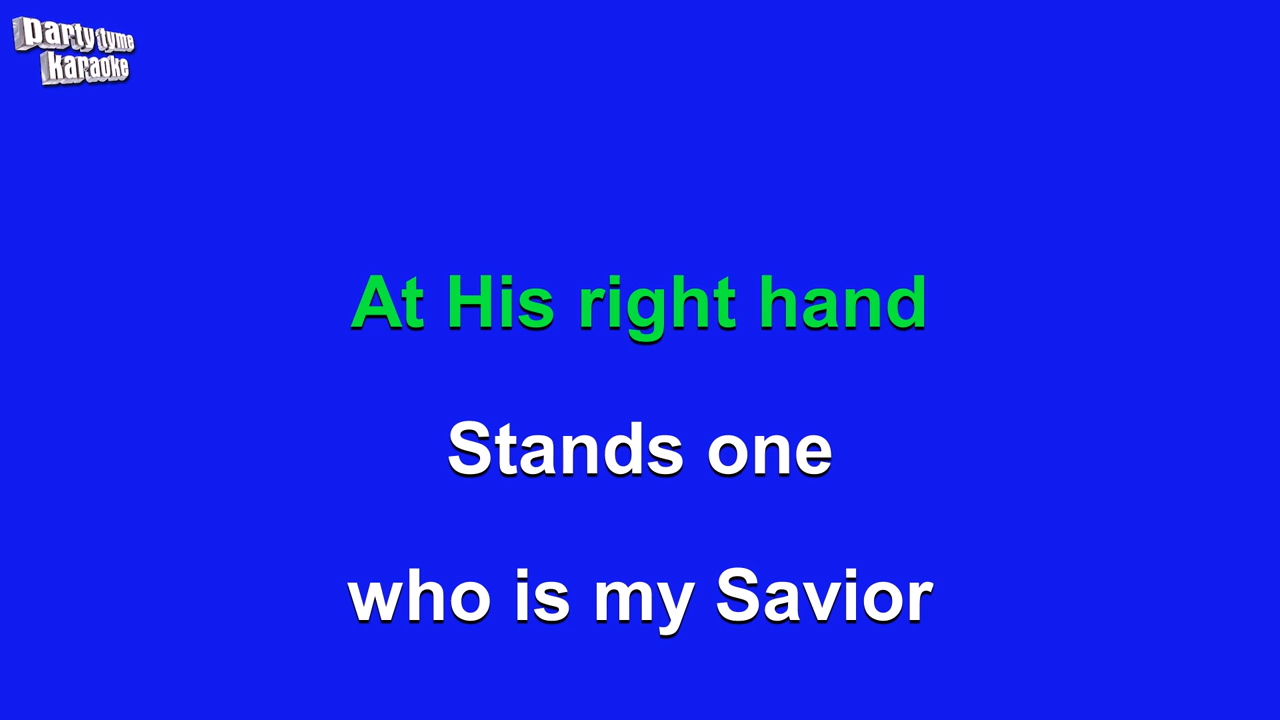 party tyme
karaoke
At His right hand
Stands one
who is my Savior